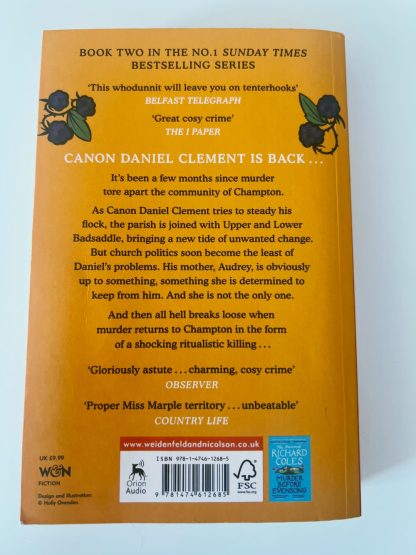 BOOK TWO IN THE NO.1 SUNDAY TIMES
BESTSELLING SERIES
‘This whodunnit will leave you on tenterhooks’
BELFAST TELEGRAPH
‘Great cosy crime’
THE I PAPER
CANON DANIEL CLEMENT IS BACK . . .
It’s been a few months since murder
tore apart the community of Champton.
As Canon Daniel Clement tries to steady his
flock, the parish is joined with Upper and Lower
Badsaddle, bringing a new tide of unwanted change.
But church politics soon become the least of
Daniel’s problems. His mother, Audrey, is obviously
up to something, something she is determined to
keep from him. And she is not the only one.
And then all hell breaks loose when
murder returns to Champton in the form
of a shocking ritualistic killing . . .
‘Gloriously astute . . . charming, cosy crime’
OBSERVER
‘Proper Miss Marple territory . . . unbeatable’
COUNTRY LIFE
www.weidenfeldandnicolson.co.uk
UK £9.99
W&N
FICTION
Design and illustration:
© Holly Ovenden
Orion
Audio
ISBN 978-1-4746-1268-5
9 781474 612685
FSC
www.fsc.org
RICHARD
COLES
MURDER
BEFORE
EVENSONG